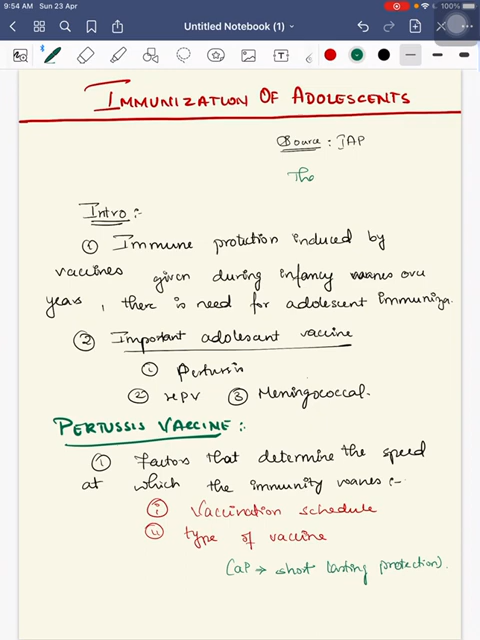 9:54 AM Sun 23 Apr
100%
Untitled Notebook (1)
IMMUNIZATION OF ADOLESCENTS
Source : IAP
The
Intro :-
① Immune protection induced by
vaccines given during infancy wanes over
years, there is need for adolescent immuniza.
② Important adolescent vaccine
① Pertussis
② HPV ③ Meningococcal.
PERTUSSIS VACCINE :-
① Factors that determine the speed
at which the immunity wanes :-
i Vaccination schedule
ii type of vaccine
(aP → short lasting protection).